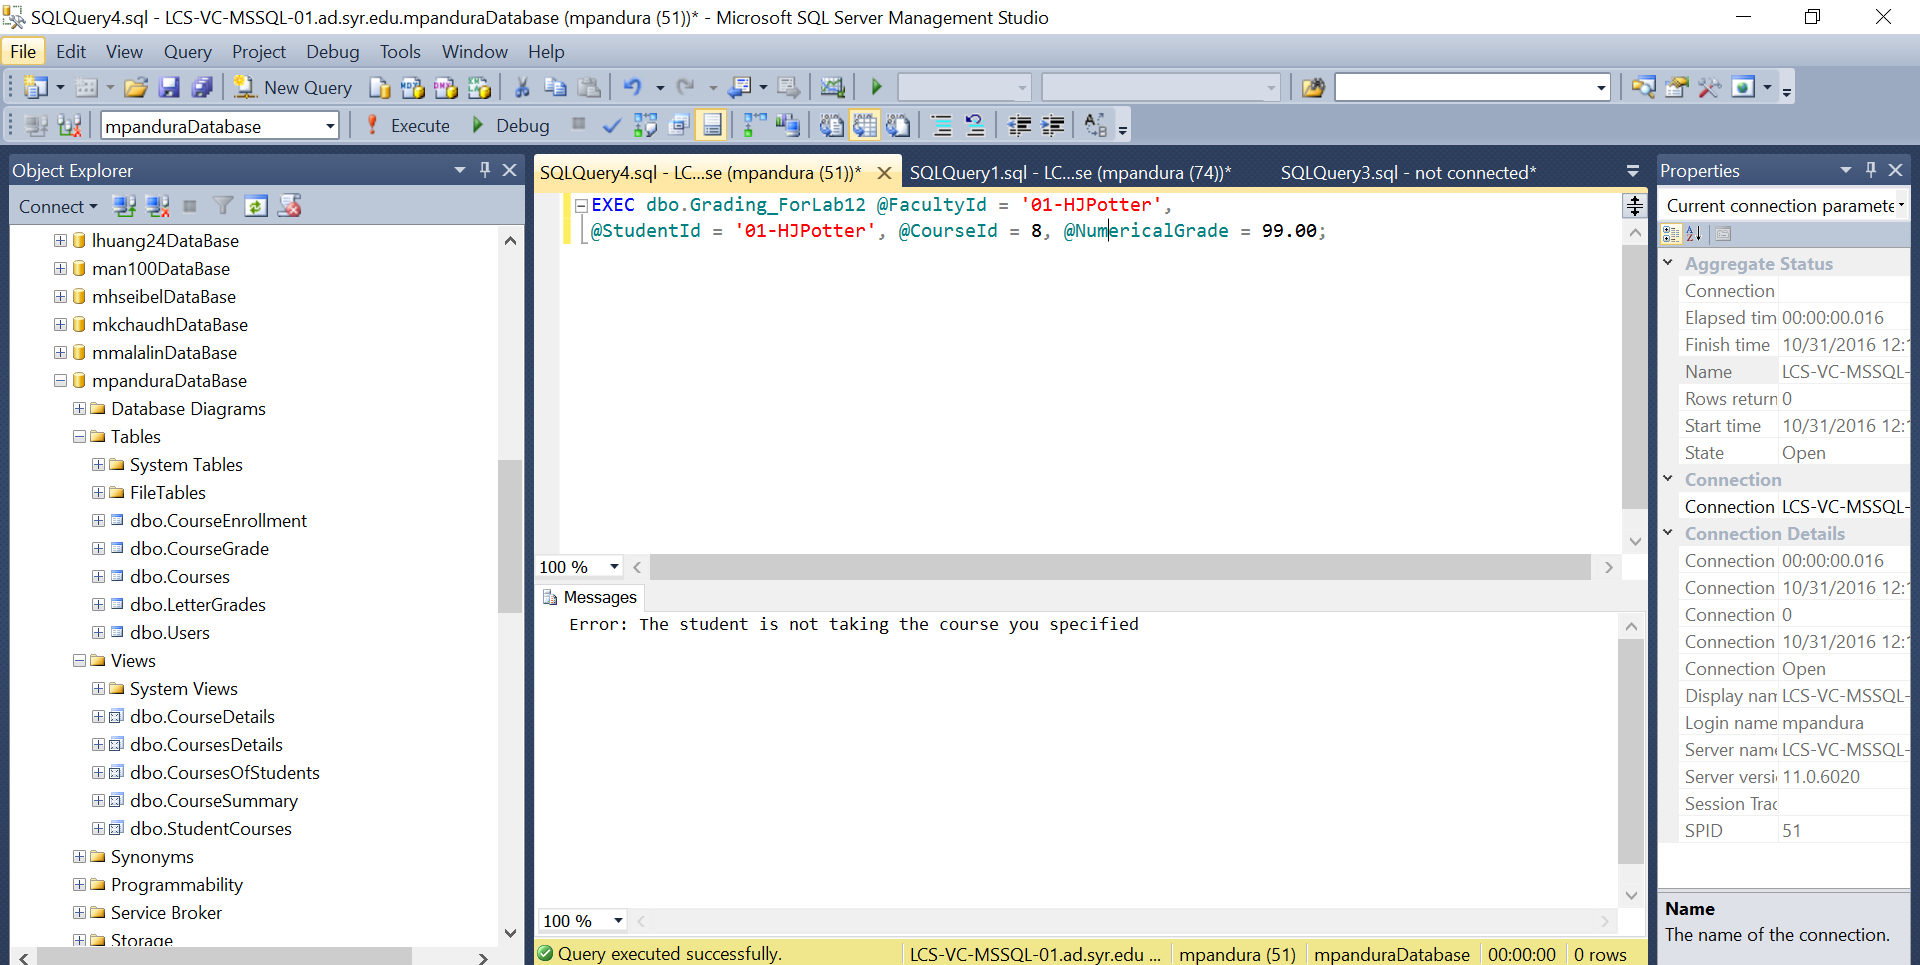 SQLQuery4.sql - LCS-VC-MSSQL-01.ad.syr.edu.mpanduraDatabase (mpandura (51))* - Microsoft SQL Server Management Studio
File Edit View Query Project Debug Tools Window Help
New Query
mpanduraDatabase Execute Debug
Object Explorer
Connect
lhuang24DataBase
man100DataBase
mhseibelDataBase
mkchaudhDataBase
mmalalinDataBase
mpanduraDataBase
Database Diagrams
Tables
System Tables
FileTables
dbo.CourseEnrollment
dbo.CourseGrade
dbo.Courses
dbo.LetterGrades
dbo.Users
Views
System Views
dbo.CourseDetails
dbo.CoursesDetails
dbo.CoursesOfStudents
dbo.CourseSummary
dbo.StudentCourses
Synonyms
Programmability
Service Broker
Storage
SQLQuery4.sql - LC...se (mpandura (51))* SQLQuery1.sql - LC...se (mpandura (74))* SQLQuery3.sql - not connected*
EXEC dbo.Grading_ForLab12 @FacultyId = '01-HJPotter',
@StudentId = '01-HJPotter', @CourseId = 8, @NumericalGrade = 99.00;
100 %
Messages
Error: The student is not taking the course you specified
100 %
Query executed successfully. LCS-VC-MSSQL-01.ad.syr.edu ... mpandura (51) mpanduraDatabase 00:00:00 0 rows
Properties
Current connection paramete
Aggregate Status
Connection
Elapsed tim 00:00:00.016
Finish time 10/31/2016 12:
Name LCS-VC-MSSQL-
Rows return 0
Start time 10/31/2016 12:
State Open
Connection
Connection LCS-VC-MSSQL-
Connection Details
Connection 00:00:00.016
Connection 10/31/2016 12:
Connection 0
Connection 10/31/2016 12:
Connection Open
Display nam LCS-VC-MSSQL-
Login name mpandura
Server name LCS-VC-MSSQL-
Server versi 11.0.6020
Session Trac
SPID 51
Name
The name of the connection.